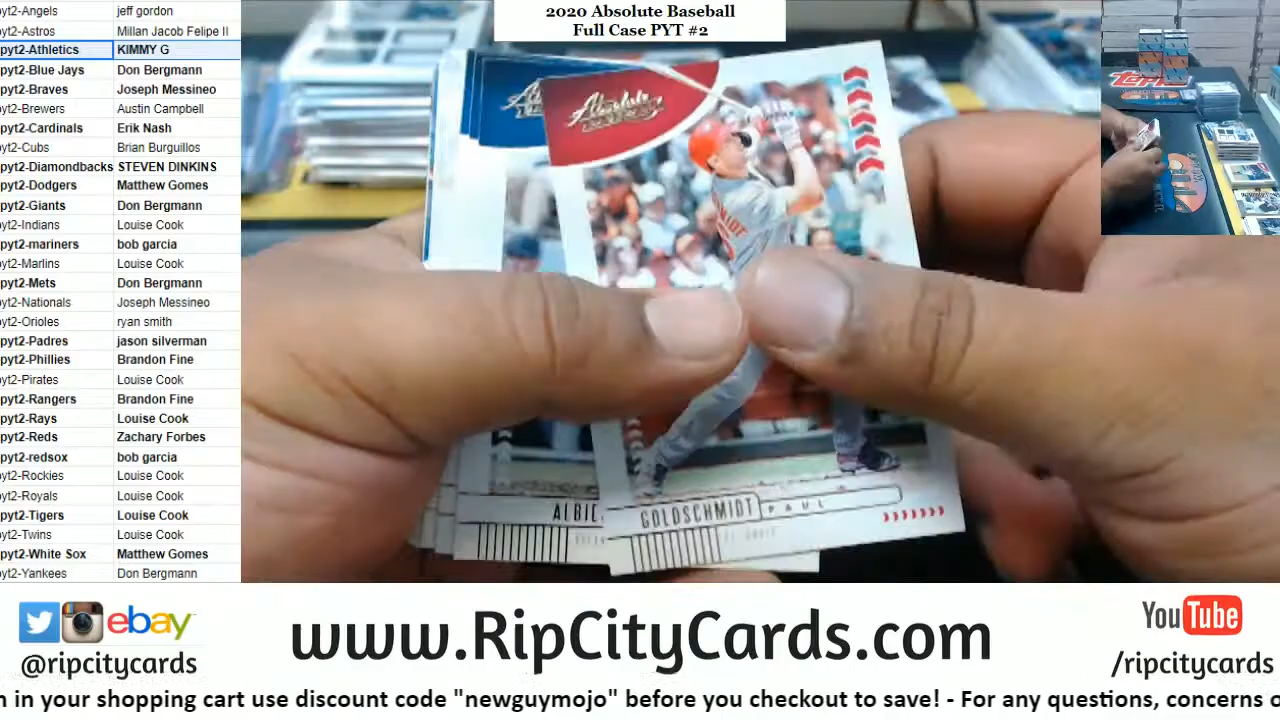 2020 Absolute Baseball
Full Case PYT #2
pyt2-Angels jeff gordon
pyt2-Astros Millan Jacob Felipe II
pyt2-Athletics KIMMY G
pyt2-Blue Jays Don Bergmann
pyt2-Braves Joseph Messineo
pyt2-Brewers Austin Campbell
pyt2-Cardinals Erik Nash
pyt2-Cubs Brian Burguillos
pyt2-Diamondbacks STEVEN DINKINS
pyt2-Dodgers Matthew Gomes
pyt2-Giants Don Bergmann
pyt2-Indians Louise Cook
pyt2-mariners bob garcia
pyt2-Marlins Louise Cook
pyt2-Mets Don Bergmann
pyt2-Nationals Joseph Messineo
pyt2-Orioles ryan smith
pyt2-Padres jason silverman
pyt2-Phillies Brandon Fine
pyt2-Pirates Louise Cook
pyt2-Rangers Brandon Fine
pyt2-Rays Louise Cook
pyt2-Reds Zachary Forbes
pyt2-redsox bob garcia
pyt2-Rockies Louise Cook
pyt2-Royals Louise Cook
pyt2-Tigers Louise Cook
pyt2-Twins Louise Cook
pyt2-White Sox Matthew Gomes
pyt2-Yankees Don Bergmann
Absolute
ALBIE
GOLDSCHMIDT PAUL
Topps
ebay
@ripcitycards
www.RipCityCards.com
YouTube
/ripcitycards
n in your shopping cart use discount code "newguymojo" before you checkout to save! - For any questions, concerns o